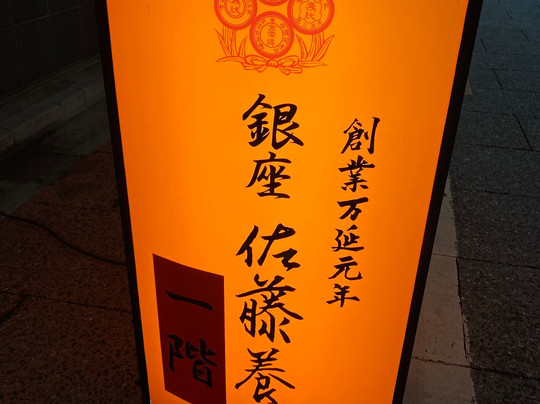 創業万延元年
銀座 佐藤養
一階